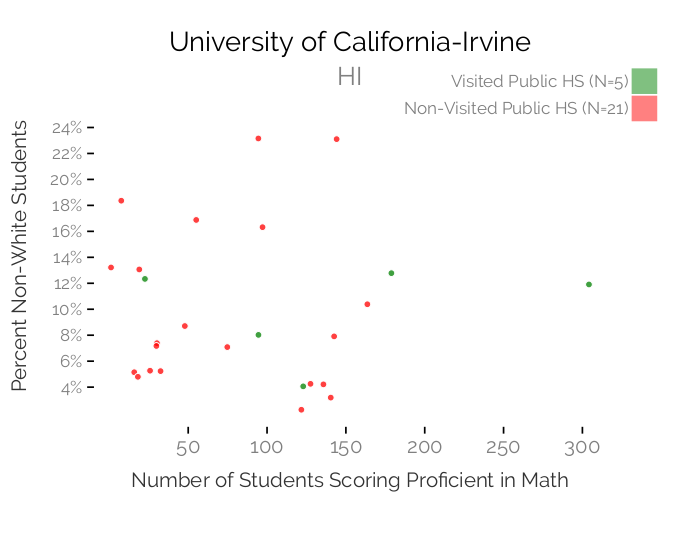 University of California-Irvine
HI
Visited Public HS (N=5)
Non-Visited Public HS (N=21)
Percent Non-White Students
24%
22%
20%
18%
16%
14%
12%
10%
8%
6%
4%
50 100 150 200 250 300
Number of Students Scoring Proficient in Math